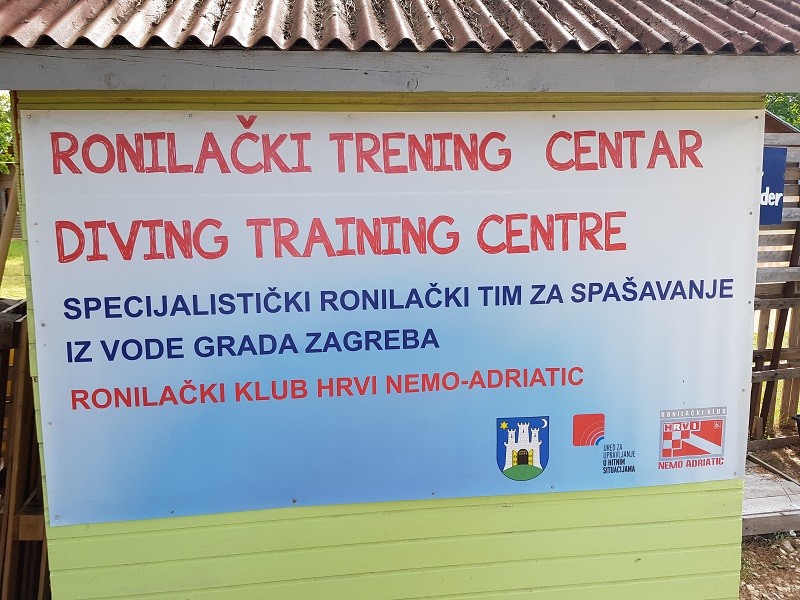 RONILAČKI TRENING CENTAR
DIVING TRAINING CENTRE
SPECIJALISTIČKI RONILAČKI TIM ZA SPAŠAVANJE
IZ VODE GRADA ZAGREBA
RONILAČKI KLUB HRVI NEMO-ADRIATIC
URED ZA
UPRAVLJANJE
U HITNIM
SITUACIJAMA
RONILAČKI KLUB
HRVI
NEMO ADRIATIC